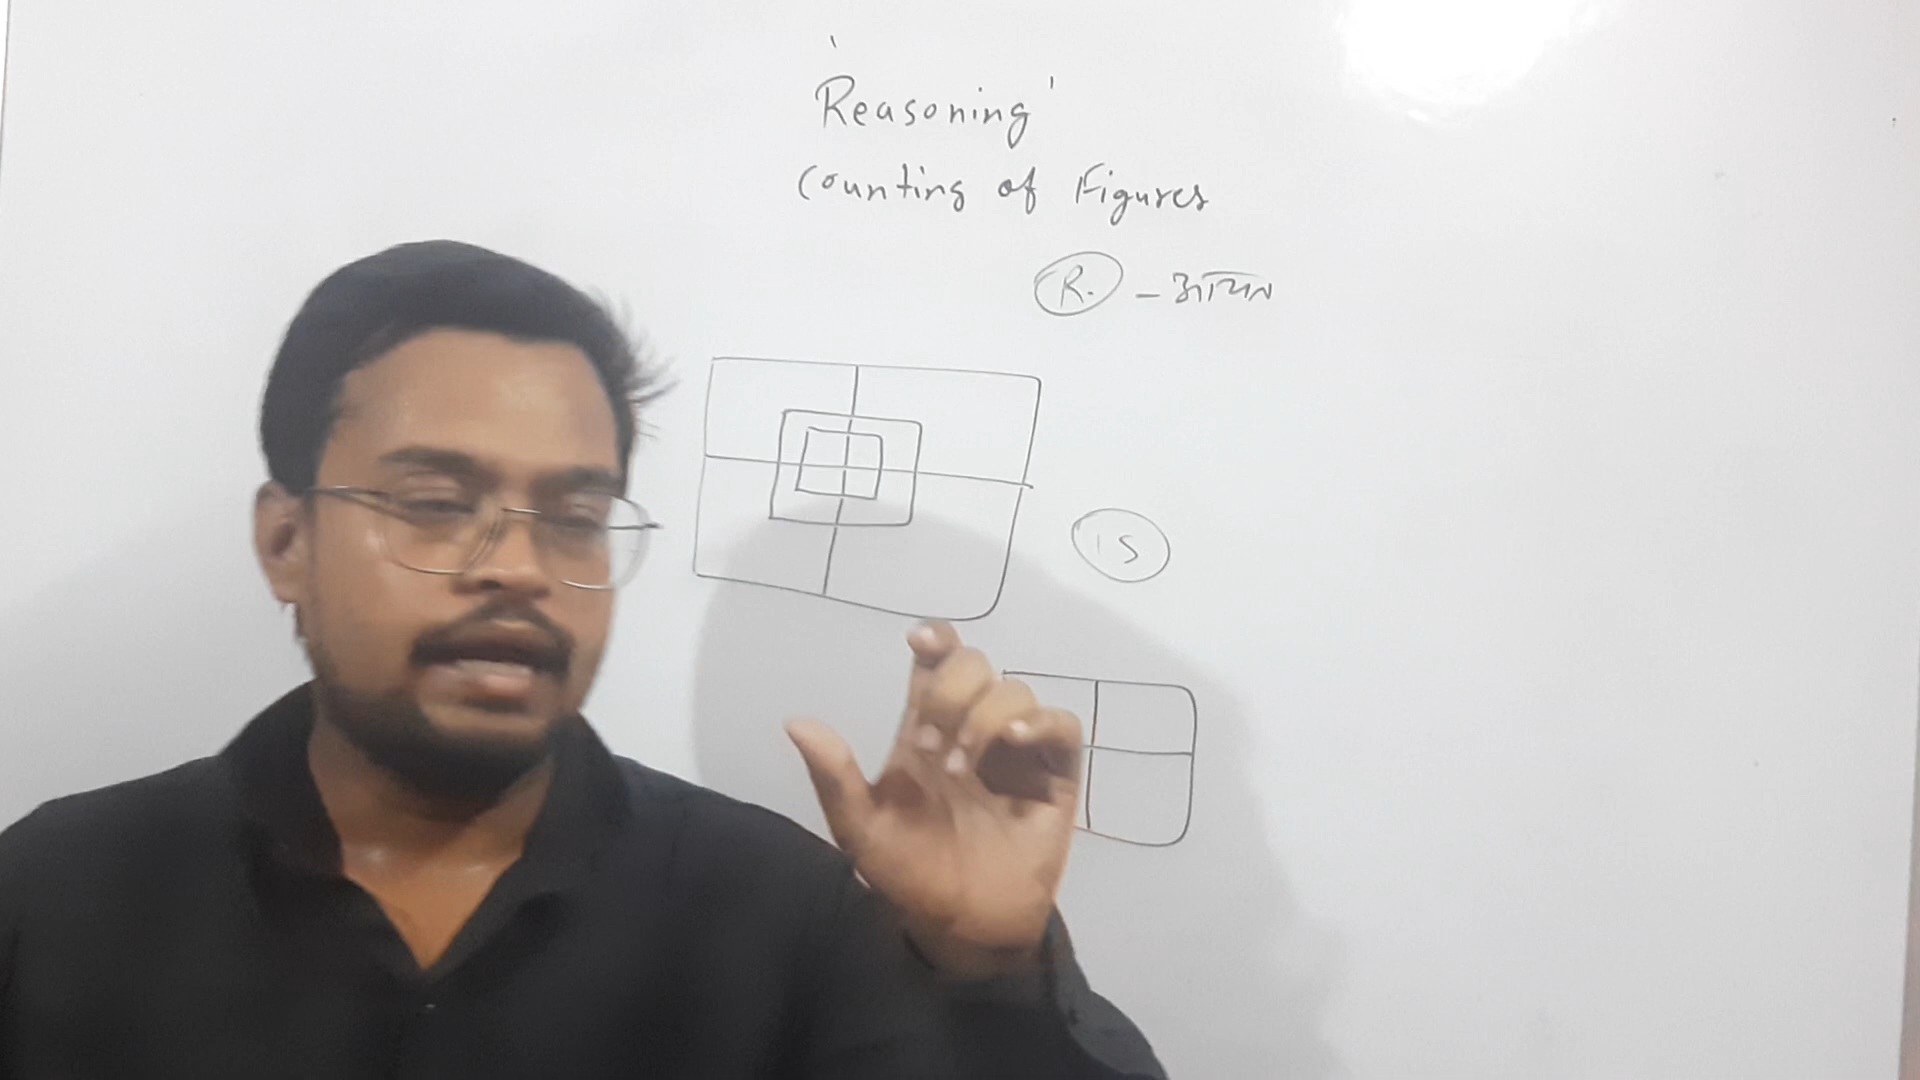 'Reasoning'
Counting of Figures
R. – आयत
15